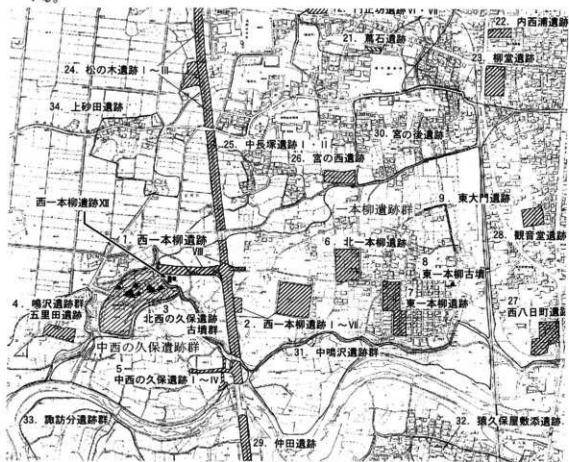 22. 内西浦遺跡
21. 蔦石遺跡
23. 柳堂遺跡
24. 松の木遺跡Ⅰ～Ⅲ
34. 上砂田遺跡
25. 中長塚遺跡Ⅰ・Ⅱ
30. 宮の後遺跡
26. 宮の西遺跡
西一本柳遺跡Ⅻ
一本柳遺跡群
9. 東大門遺跡
1. 西一本柳遺跡
Ⅷ
6. 北一本柳遺跡
28. 観音堂遺跡
8
東一本柳古墳
4. 鳴沢遺跡群
五里田遺跡
3
北西の久保遺跡
古墳群
2. 西一本柳遺跡Ⅰ～Ⅶ
7
東一本柳遺跡
27
西八日町遺跡
中西の久保遺跡群
31. 中鳴沢遺跡群
5
中西の久保遺跡Ⅰ～Ⅳ
33. 諏訪分遺跡群
29. 仲田遺跡
32. 猿久保屋敷添遺跡